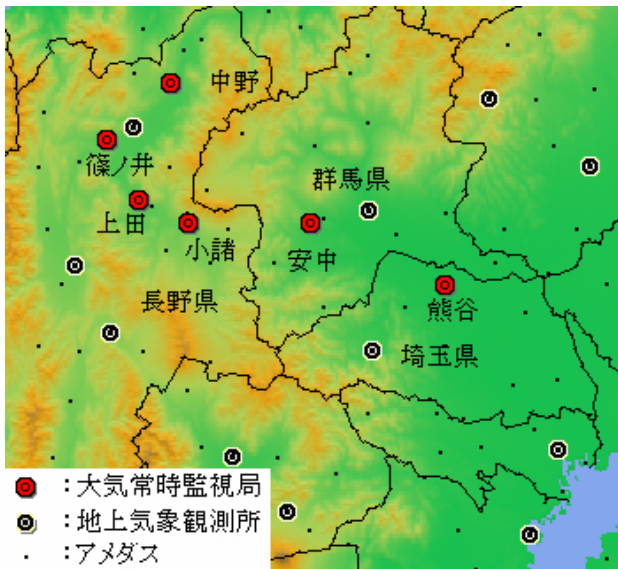 中野
篠ノ井
群馬県
上田
小諸
安中
長野県
熊谷
埼玉県
:大気常時監視局
:地上気象観測所
:アメダス